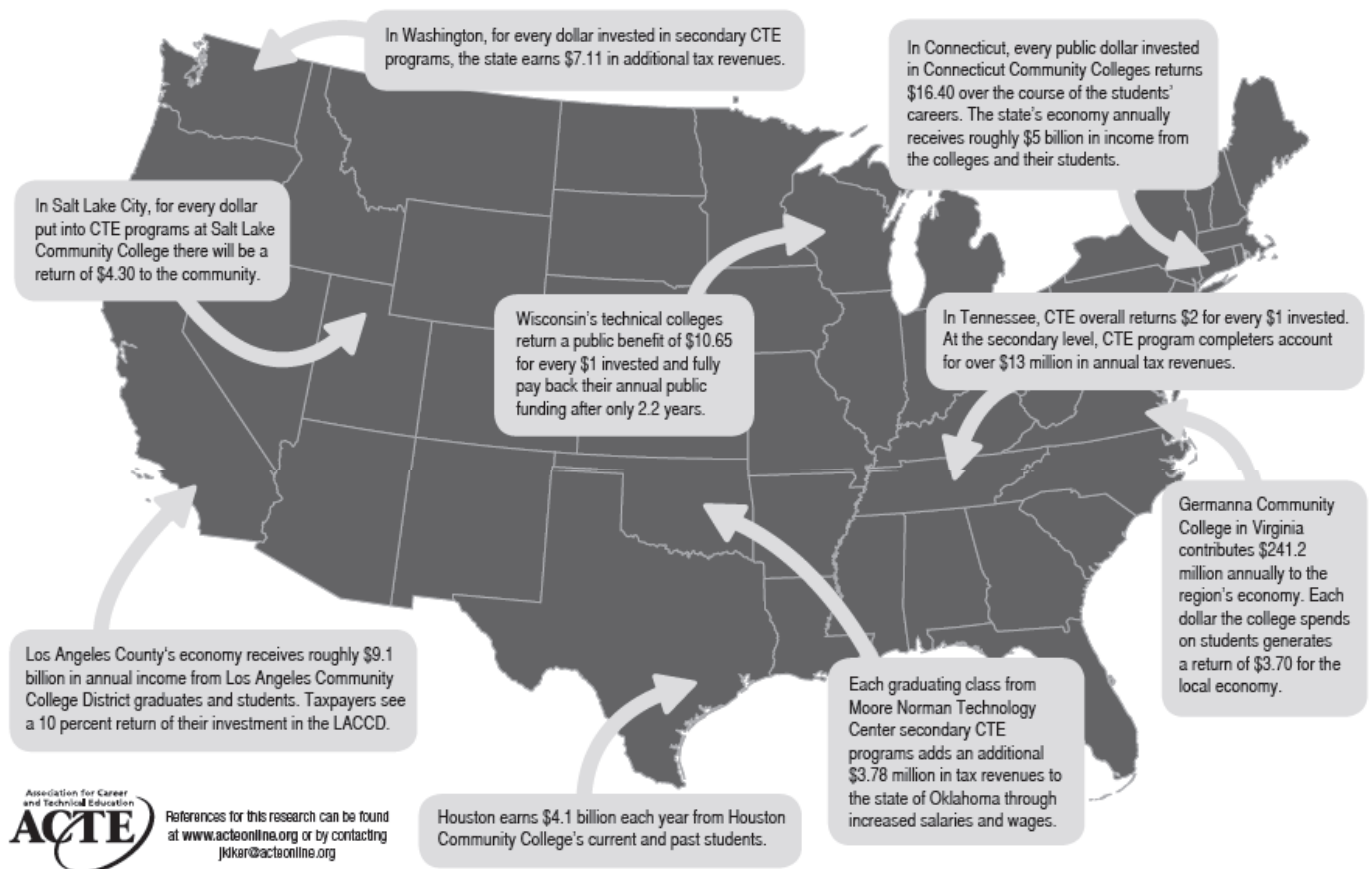 In Washington, for every dollar invested in secondary CTE
programs, the state earns $7.11 in additional tax revenues.
In Connecticut, every public dollar invested
in Connecticut Community Colleges returns
$16.40 over the course of the students'
careers. The state's economy annually
receives roughly $5 billion in income from
the colleges and their students.
In Salt Lake City, for every dollar
put into CTE programs at Salt Lake
Community College there will be a
return of $4.30 to the community.
Wisconsin's technical colleges
return a public benefit of $10.65
for every $1 invested and fully
pay back their annual public
funding after only 2.2 years.
In Tennessee, CTE overall returns $2 for every $1 invested.
At the secondary level, CTE program completers account
for over $13 million in annual tax revenues.
Germanna Community
College in Virginia
contributes $241.2
million annually to the
region's economy. Each
dollar the college spends
on students generates
a return of $3.70 for the
local economy.
Los Angeles County's economy receives roughly $9.1
billion in annual income from Los Angeles Community
College District graduates and students. Taxpayers see
a 10 percent return of their investment in the LACCD.
Each graduating class from
Moore Norman Technology
Center secondary CTE
programs adds an additional
$3.78 million in tax revenues to
the state of Oklahoma through
increased salaries and wages.
Houston earns $4.1 billion each year from Houston
Community College's current and past students.
Association for Career
and Technical Education
ACTE
References for this research can be found
at www.acteonline.org or by contacting
jkiker@acteonline.org